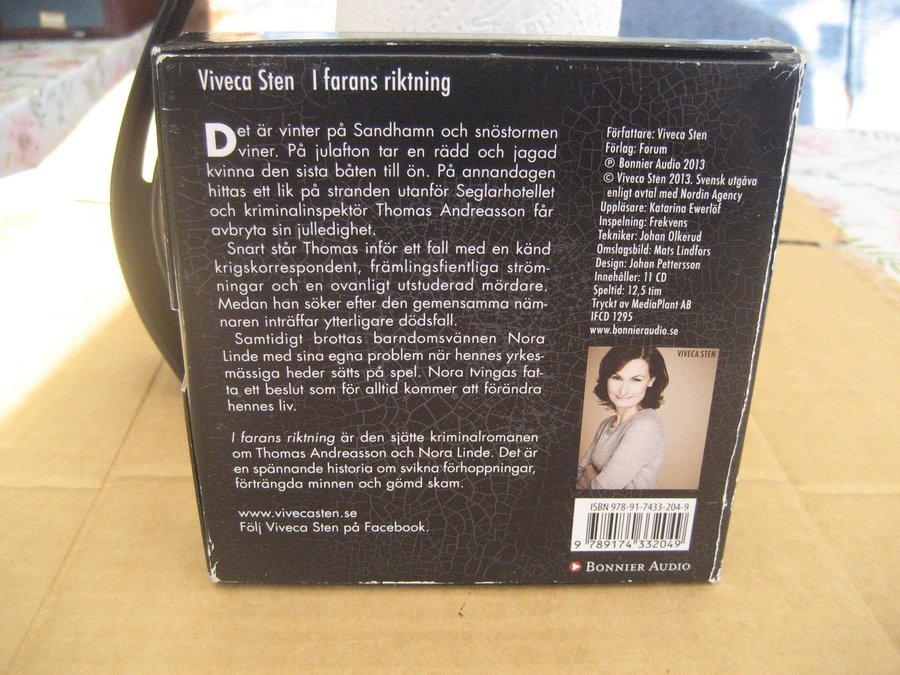 Viveca Sten I farans riktning
Det är vinter på Sandhamn och snöstormen
viner. På julafton tar en rädd och jagad
kvinna den sista båten till ön. På annandagen
hittas ett lik på stranden utanför Seglarhotellet
och kriminalinspektör Thomas Andreasson får
avbryta sin julledighet.
Snart står Thomas inför ett fall med en känd
krigskorrespondent, främlingsfientliga ström-
ningar och en ovanligt utstuderad mördare.
Medan han söker efter den gemensamma näm-
naren inträffar ytterligare dödsfall.
Samtidigt brottas barndomsvännen Nora
Linde med sina egna problem när hennes yrkes-
mässiga heder sätts på spel. Nora tvingas fat-
ta ett beslut som för alltid kommer att förändra
hennes liv.
I farans riktning är den sjätte kriminalromanen
om Thomas Andreasson och Nora Linde. Det är
en spännande historia om svikna förhoppningar,
förträngda minnen och gömd skam.
www.vivecasten.se
Följ Viveca Sten på Facebook.
Författare: Viveca Sten
Förlag: Forum
℗ Bonnier Audio 2013
© Viveca Sten 2013. Svensk utgåva
enligt avtal med Nordin Agency
Uppläsare: Katarina Ewerlöf
Inspelning: Frekvens
Tekniker: Johan Olkerud
Omslagsbild: Mats Lindfors
Design: Johan Pettersson
Innehåller: 11 CD
Speltid: 12,5 tim
Tryckt av MediaPlant AB
IFCD 1295
www.bonnieraudio.se
VIVECA STEN
ISBN 978-91-7433-204-9
9 789174 332049
BONNIER AUDIO